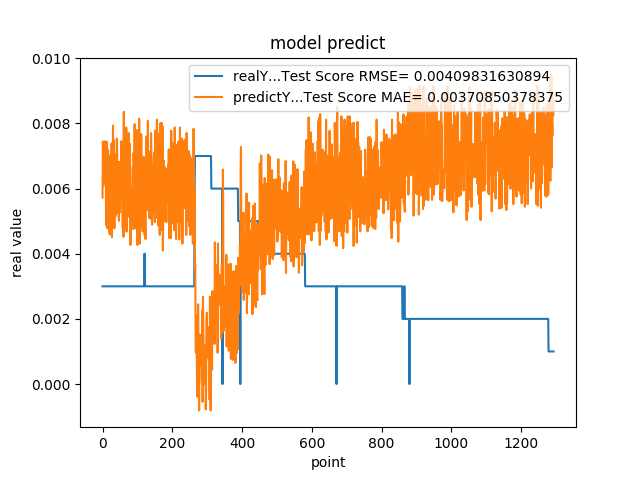 model predict
realY...Test Score RMSE= 0.00409831630894
predictY...Test Score MAE= 0.00370850378375
0.010
0.008
0.006
0.004
0.002
0.000
real value
0 200 400 600 800 1000 1200
point